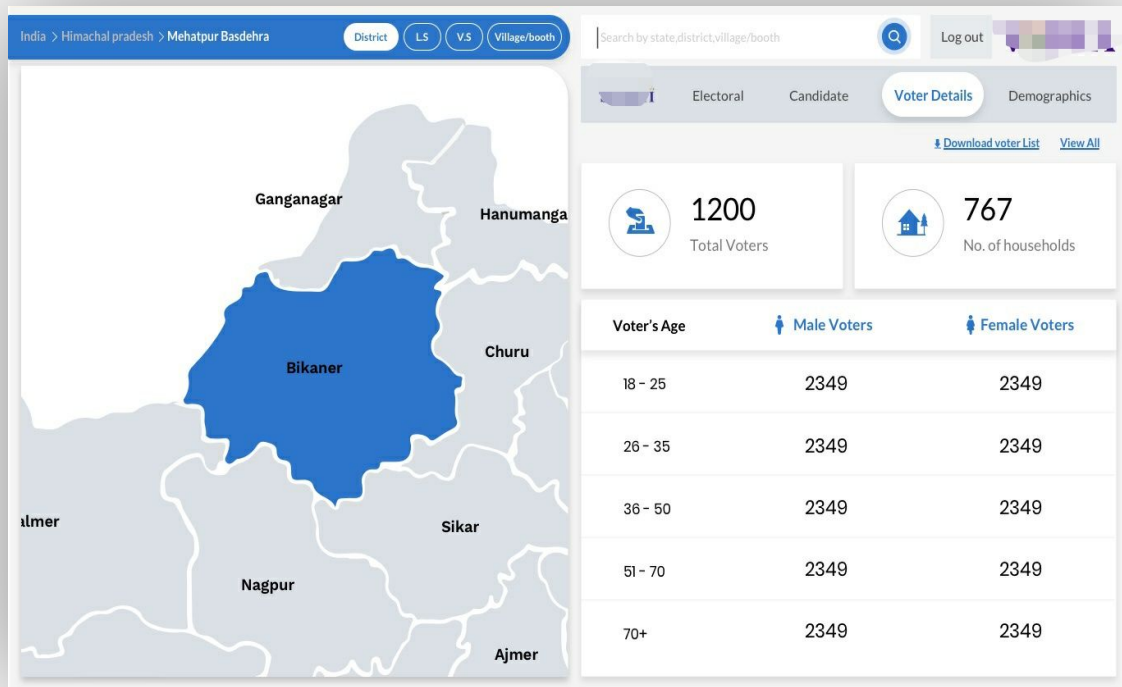 India > Himachal pradesh > Mehatpur Basdehra
District
L.S
V.S
Village/booth
Search by state,district,village/booth
Log out
Electoral
Candidate
Voter Details
Demographics
Download voter List
View All
1200
Total Voters
767
No. of households
Ganganagar
Hanumanga
Bikaner
Churu
almer
Sikar
Nagpur
Ajmer
Voter's Age Male Voters Female Voters
18 - 25 2349 2349
26 - 35 2349 2349
36 - 50 2349 2349
51 - 70 2349 2349
70+ 2349 2349